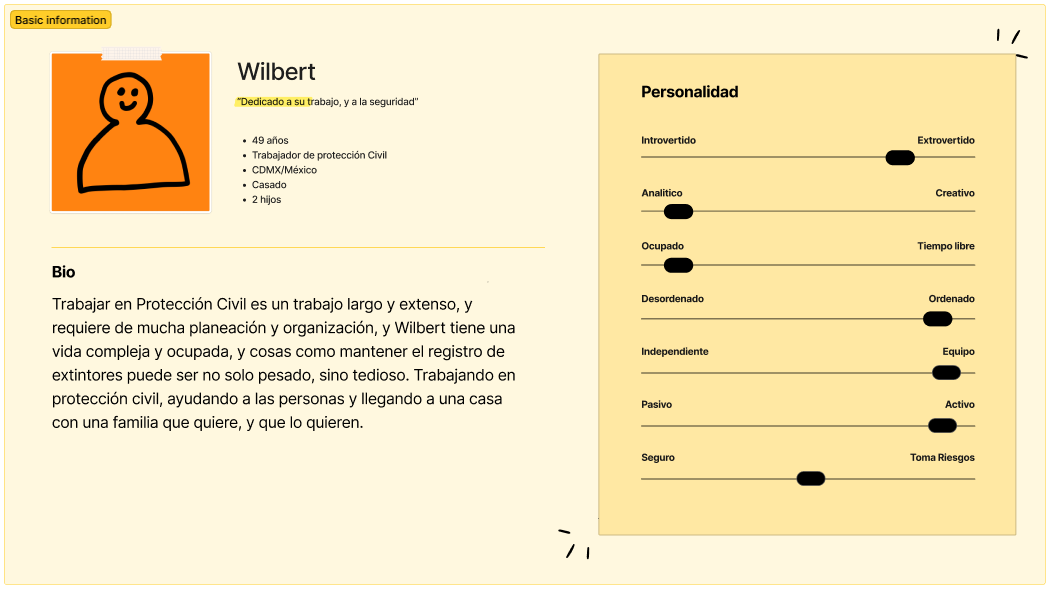 Basic information
Wilbert
“Dedicado a su trabajo, y a la seguridad”
49 años
Trabajador de protección Civil
CDMX/México
Casado
2 hijos
Bio
Trabajar en Protección Civil es un trabajo largo y extenso, y
requiere de mucha planeación y organización, y Wilbert tiene una
vida compleja y ocupada, y cosas como mantener el registro de
extintores puede ser no solo pesado, sino tedioso. Trabajando en
protección civil, ayudando a las personas y llegando a una casa
con una familia que quiere, y que lo quieren.
Personalidad
Introvertido Extrovertido
Analitico Creativo
Ocupado Tiempo libre
Desordenado Ordenado
Independiente Equipo
Pasivo Activo
Seguro Toma Riesgos